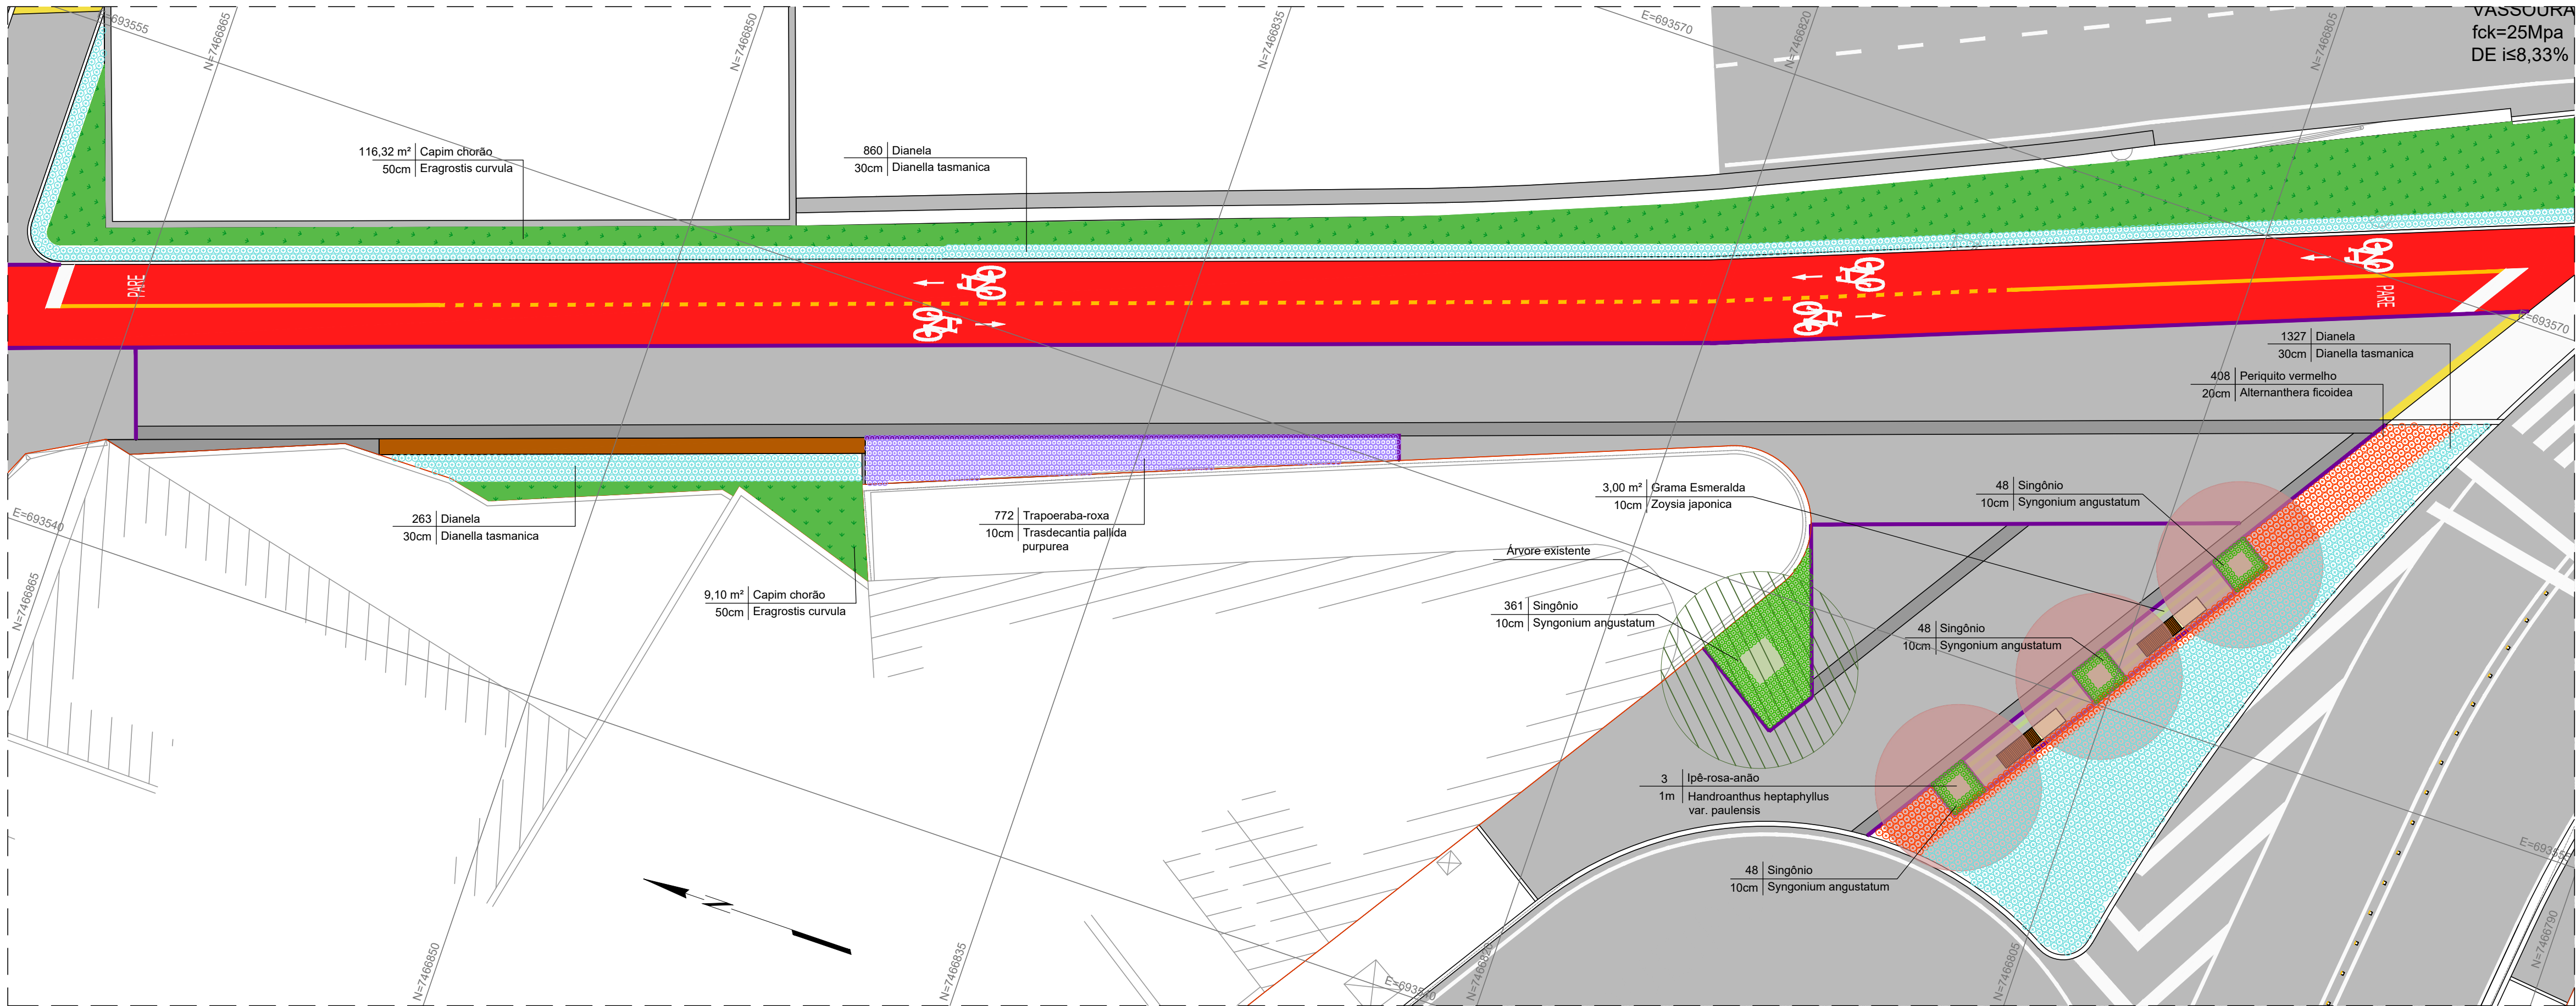 E=693555
N=7466865
N=7466850
N=7466835
E=693570
N=7466820
N=7466805
VASSOURA
fck=25Mpa
DE i≤8,33%
116,32 m² Capim chorão
50cm Eragrostis curvula
860 Dianela
30cm Dianella tasmanica
PARE
PARE
E=693570
1327 Dianela
30cm Dianella tasmanica
408 Periquito vermelho
20cm Alternanthera ficoidea
E=693540
263 Dianela
30cm Dianella tasmanica
772 Trapoeraba-roxa
10cm Trasdecantia pallida
purpurea
3,00 m² Grama Esmeralda
10cm Zoysia japonica
48 Singônio
10cm Syngonium angustatum
Árvore existente
N=7466865
9,10 m² Capim chorão
50cm Eragrostis curvula
361 Singônio
10cm Syngonium angustatum
48 Singônio
10cm Syngonium angustatum
3 Ipê-rosa-anão
1m Handroanthus heptaphyllus
var. paulensis
48 Singônio
10cm Syngonium angustatum
N
E=693555
N=7466850
N=7466835
E=693540
N=7466820
N=7466805
N=7466790